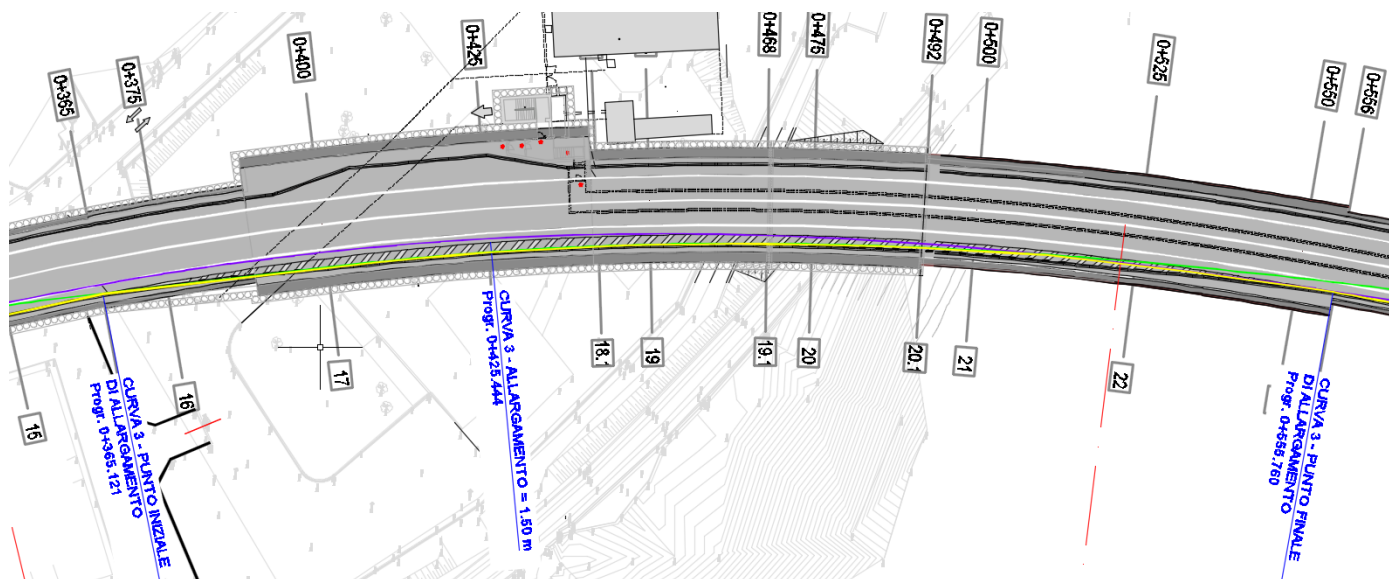 0+365
0+375
0+400
0+425
0+468
0+475
0+492
0+500
0+525
0+550
0+556
15
16
17
18.1
19
19.1
20
20.1
21
22
CURVA 3 - PUNTO INIZIALE
DI ALLARGAMENTO
Progr. 0+365.121
CURVA 3 - ALLARGAMENTO = 1.50 m
Progr. 0+425.444
CURVA 3 - PUNTO FINALE
DI ALLARGAMENTO
Progr. 0+555.760